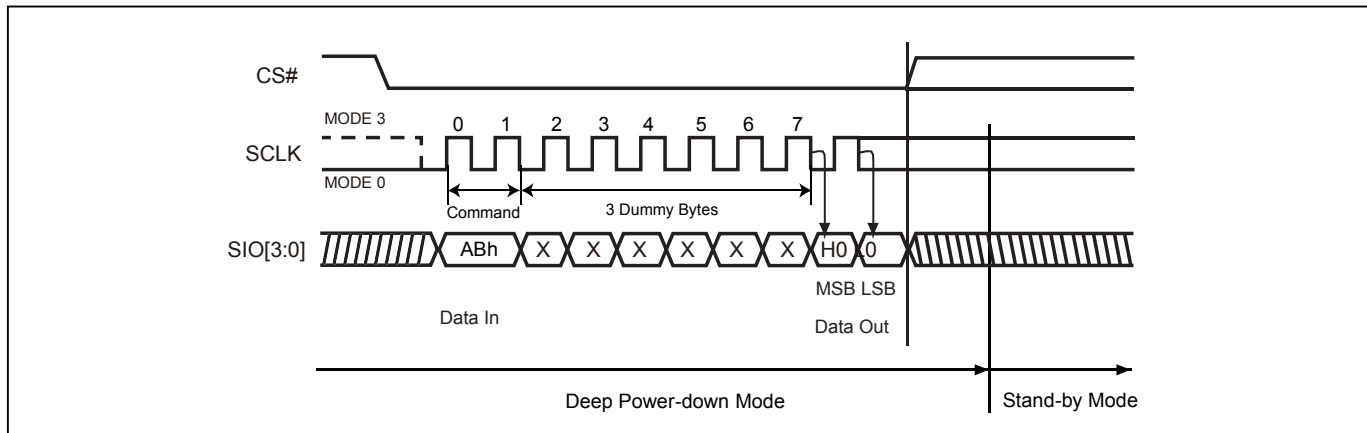 CS#
MODE 3
0 1 2 3 4 5 6 7
SCLK
MODE 0
Command
3 Dummy Bytes
SIO[3:0]
ABh X X X X X X H0 L0
MSB LSB
Data In
Data Out
Deep Power-down Mode
Stand-by Mode